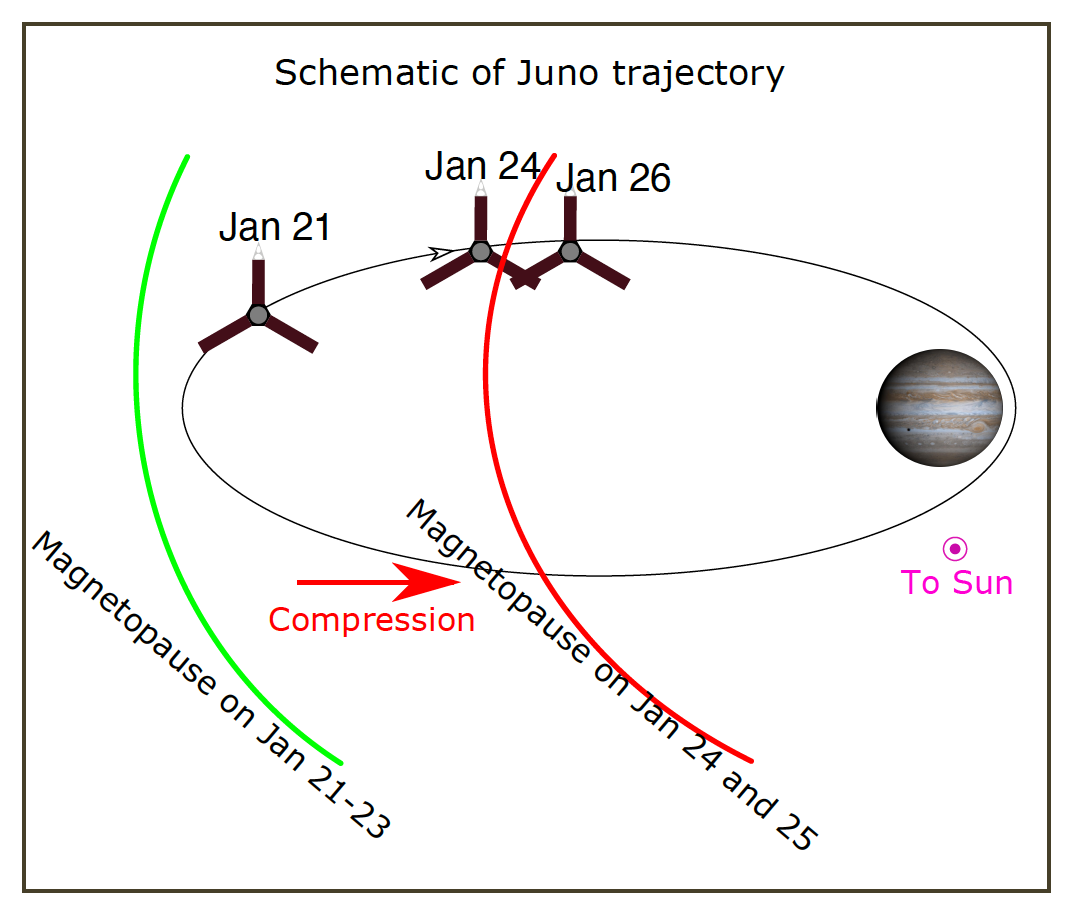 Schematic of Juno trajectory
Jan 24
Jan 26
Jan 21
Magnetopause on Jan 21-23
Magnetopause on Jan 24 and 25
Compression
To Sun